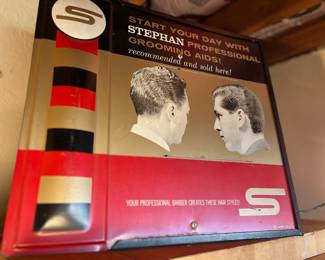 S
START YOUR DAY WITH
STEPHAN PROFESSIONAL
GROOMING AIDS!
recommended and sold here!
YOUR PROFESSIONAL BARBER CREATES THESE HAIR STYLES!
S